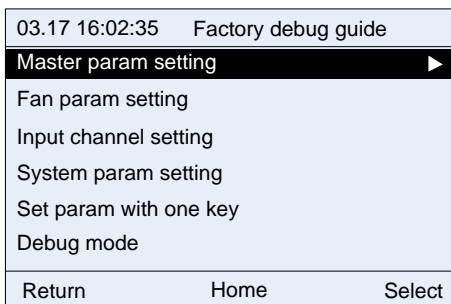 03.17 16:02:35 Factory debug guide
Master param setting
Fan param setting
Input channel setting
System param setting
Set param with one key
Debug mode
Return Home Select